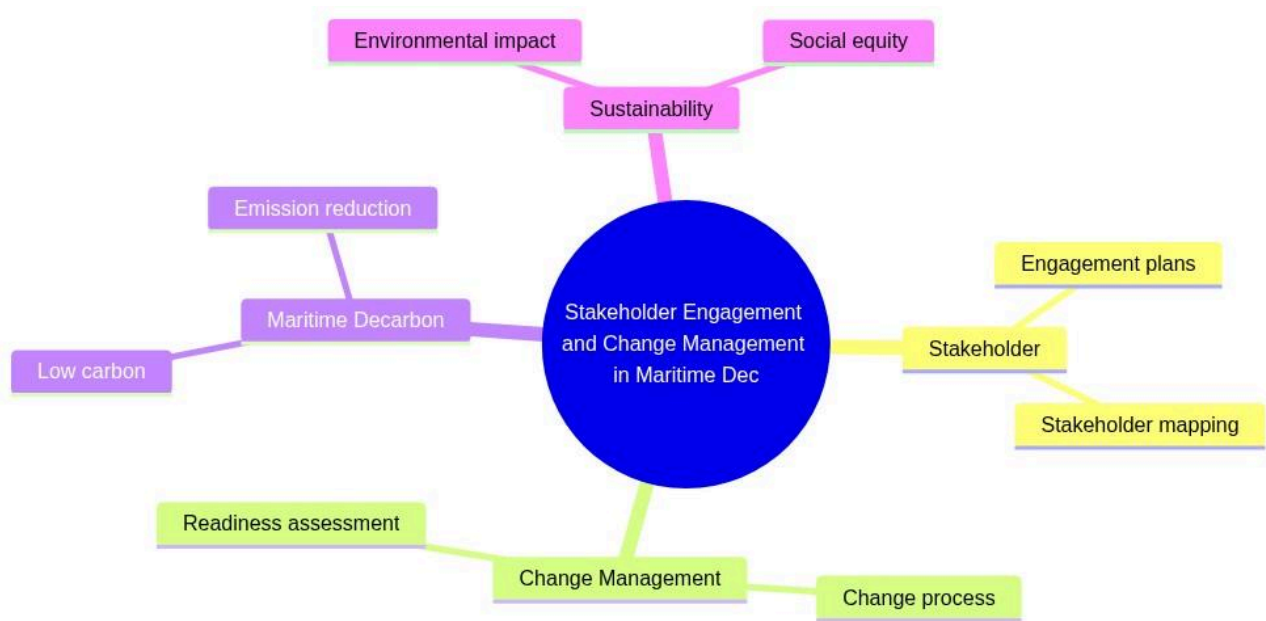 Environmental impact
Social equity
Sustainability
Emission reduction
Maritime Decarbon
Low carbon
Stakeholder Engagement
and Change Management
in Maritime Dec
Engagement plans
Stakeholder
Stakeholder mapping
Readiness assessment
Change Management
Change process